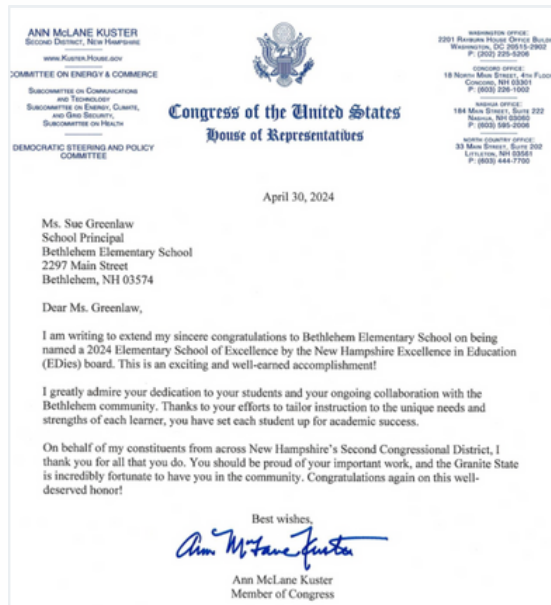 ANN McLANE KUSTER
SECOND DISTRICT, NEW HAMPSHIRE
WWW.KUSTER.HOUSE.GOV
COMMITTEE ON ENERGY & COMMERCE
SUBCOMMITTEE ON COMMUNICATIONS
AND TECHNOLOGY
SUBCOMMITTEE ON ENERGY, CLIMATE,
AND GRID SECURITY,
SUBCOMMITTEE ON HEALTH
DEMOCRATIC STEERING AND POLICY
COMMITTEE
Congress of the United States
House of Representatives
WASHINGTON OFFICE:
2201 RAYBURN HOUSE OFFICE BUILD
WASHINGTON, DC 20515-2902
P: (202) 225-5206
CONCORD OFFICE:
18 NORTH MAIN STREET, 4TH FLOO
CONCORD, NH 03301
P: (603) 226-1002
NASHUA OFFICE:
184 MAIN STREET, SUITE 222
NASHUA, NH 03060
P: (603) 595-2006
NORTH COUNTRY OFFICE:
33 MAIN STREET, SUITE 202
LITTLETON, NH 03561
P: (603) 444-7700
April 30, 2024
Ms. Sue Greenlaw
School Principal
Bethlehem Elementary School
2297 Main Street
Bethlehem, NH 03574
Dear Ms. Greenlaw,
I am writing to extend my sincere congratulations to Bethlehem Elementary School on being
named a 2024 Elementary School of Excellence by the New Hampshire Excellence in Education
(EDies) board. This is an exciting and well-earned accomplishment!
I greatly admire your dedication to your students and your ongoing collaboration with the
Bethlehem community. Thanks to your efforts to tailor instruction to the unique needs and
strengths of each learner, you have set each student up for academic success.
On behalf of my constituents from across New Hampshire's Second Congressional District, I
thank you for all that you do. You should be proud of your important work, and the Granite State
is incredibly fortunate to have you in the community. Congratulations again on this well-
deserved honor!
Best wishes,
Ann McLane Kuster
Ann McLane Kuster
Member of Congress